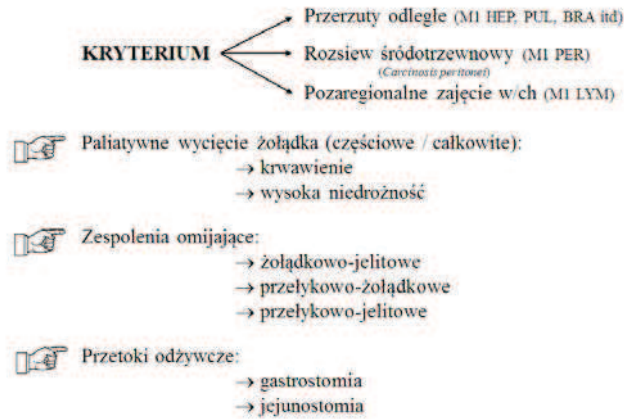 Przerzuty odległe (M1 HEP, PUL, BRA itd)
KRYTERIUM
Rozsiew śródotrzewnowy (M1 PER)
(Carcinosis peritonei)
Pozaregionalne zajęcie w/ch (M1 LYM)
Paliatywne wycięcie żołądka (częściowe / całkowite):
→ krwawienie
→ wysoka niedrożność
Zespolenia omijające:
→ żołądkowo-jelitowe
→ przełykowo-żołądkowe
→ przełykowo-jelitowe
Przetoki odżywcze:
→ gastrostomia
→ jejunostomia